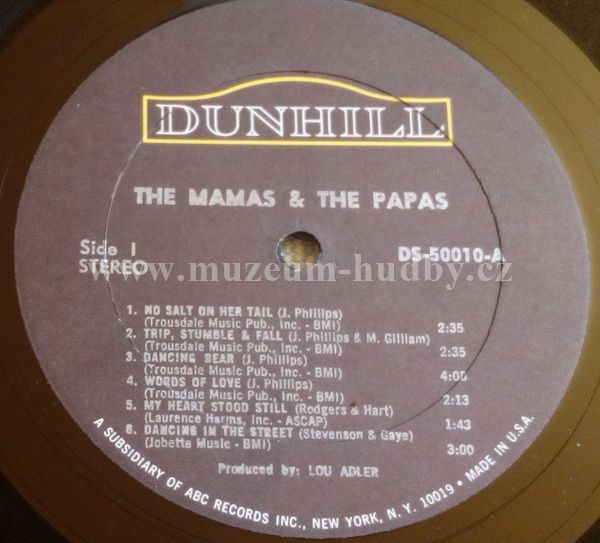 DUNHILL
THE MAMAS & THE PAPAS
Side 1
STEREO
DS-50010-A
www.muzeum-hudby.cz
1. NO SALT ON HER TAIL (J. Phillips)
(Trousdale Music Pub., Inc. - BMI) 2:35
2. TRIP, STUMBLE & FALL (J. Phillips & M. Gilliam)
(Trousdale Music Pub., Inc. - BMI) 2:35
3. DANCING BEAR (J. Phillips)
(Trousdale Music Pub., Inc. - BMI) 4:05
4. WORDS OF LOVE (J. Phillips)
(Trousdale Music Pub., Inc. - BMI) 2:13
5. MY HEART STOOD STILL (Rodgers & Hart)
(Laurence Harms, Inc. - ASCAP) 1:43
6. DANCING IN THE STREET (Stevenson & Gaye)
(Jobette Music - BMI) 3:00
Produced by: LOU ADLER
A SUBSIDIARY OF ABC RECORDS INC., NEW YORK, N. Y. 10019 • MADE IN U.S.A.